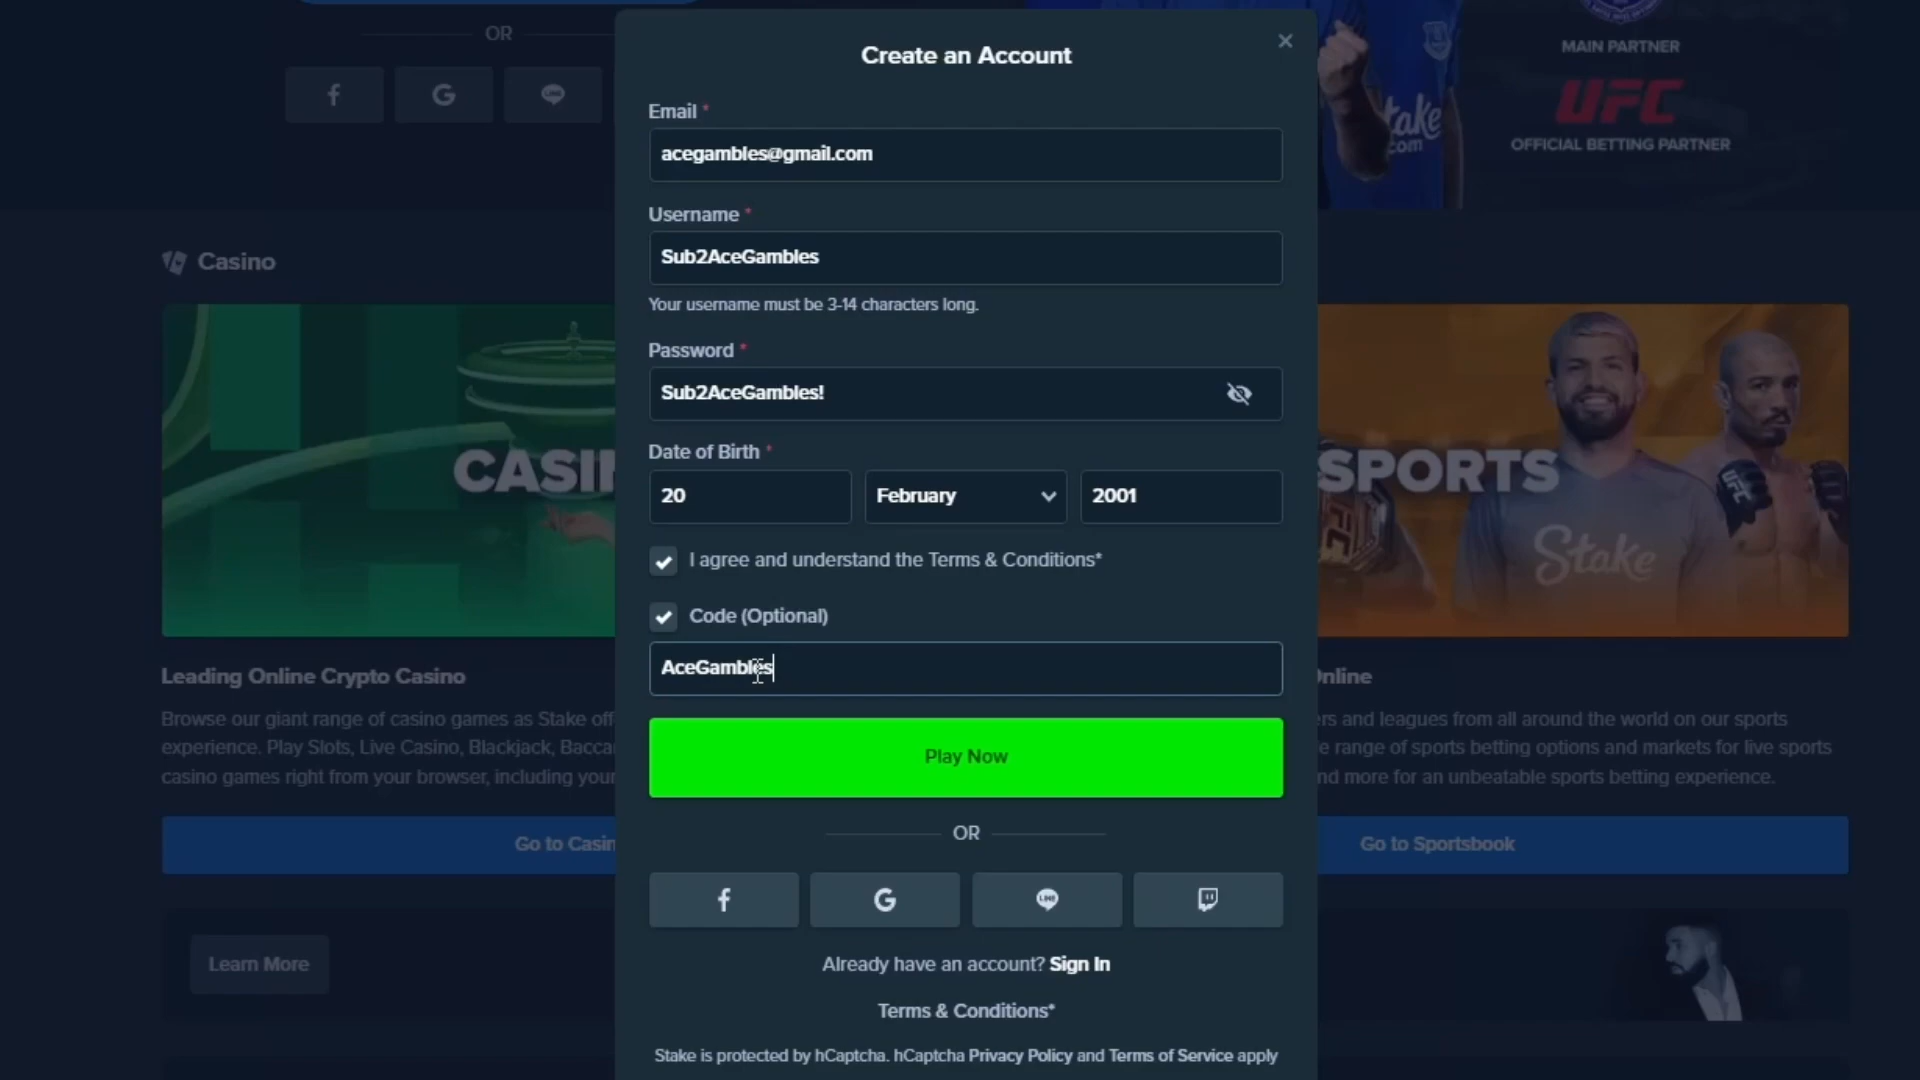 OR
MAIN PARTNER
UFC
OFFICIAL BETTING PARTNER
Create an Account
Email *
acegambles@gmail.com
Username *
Sub2AceGambles
Your username must be 3-14 characters long.
Password *
Sub2AceGambles!
Date of Birth *
20
February
2001
I agree and understand the Terms & Conditions*
Code (Optional)
AceGambles
Play Now
OR
Already have an account? Sign In
Terms & Conditions*
Stake is protected by hCaptcha. hCaptcha Privacy Policy and Terms of Service apply
Casino
CASIN
Leading Online Crypto Casino
Browse our giant range of casino games as Stake off
experience. Play Slots, Live Casino, Blackjack, Bacca
casino games right from your browser, including your
Go to Casin
Learn More
SPORTS
Stake
Online
ers and leagues from all around the world on our sports
range of sports betting options and markets for live sports
nd more for an unbeatable sports betting experience.
Go to Sportsbook